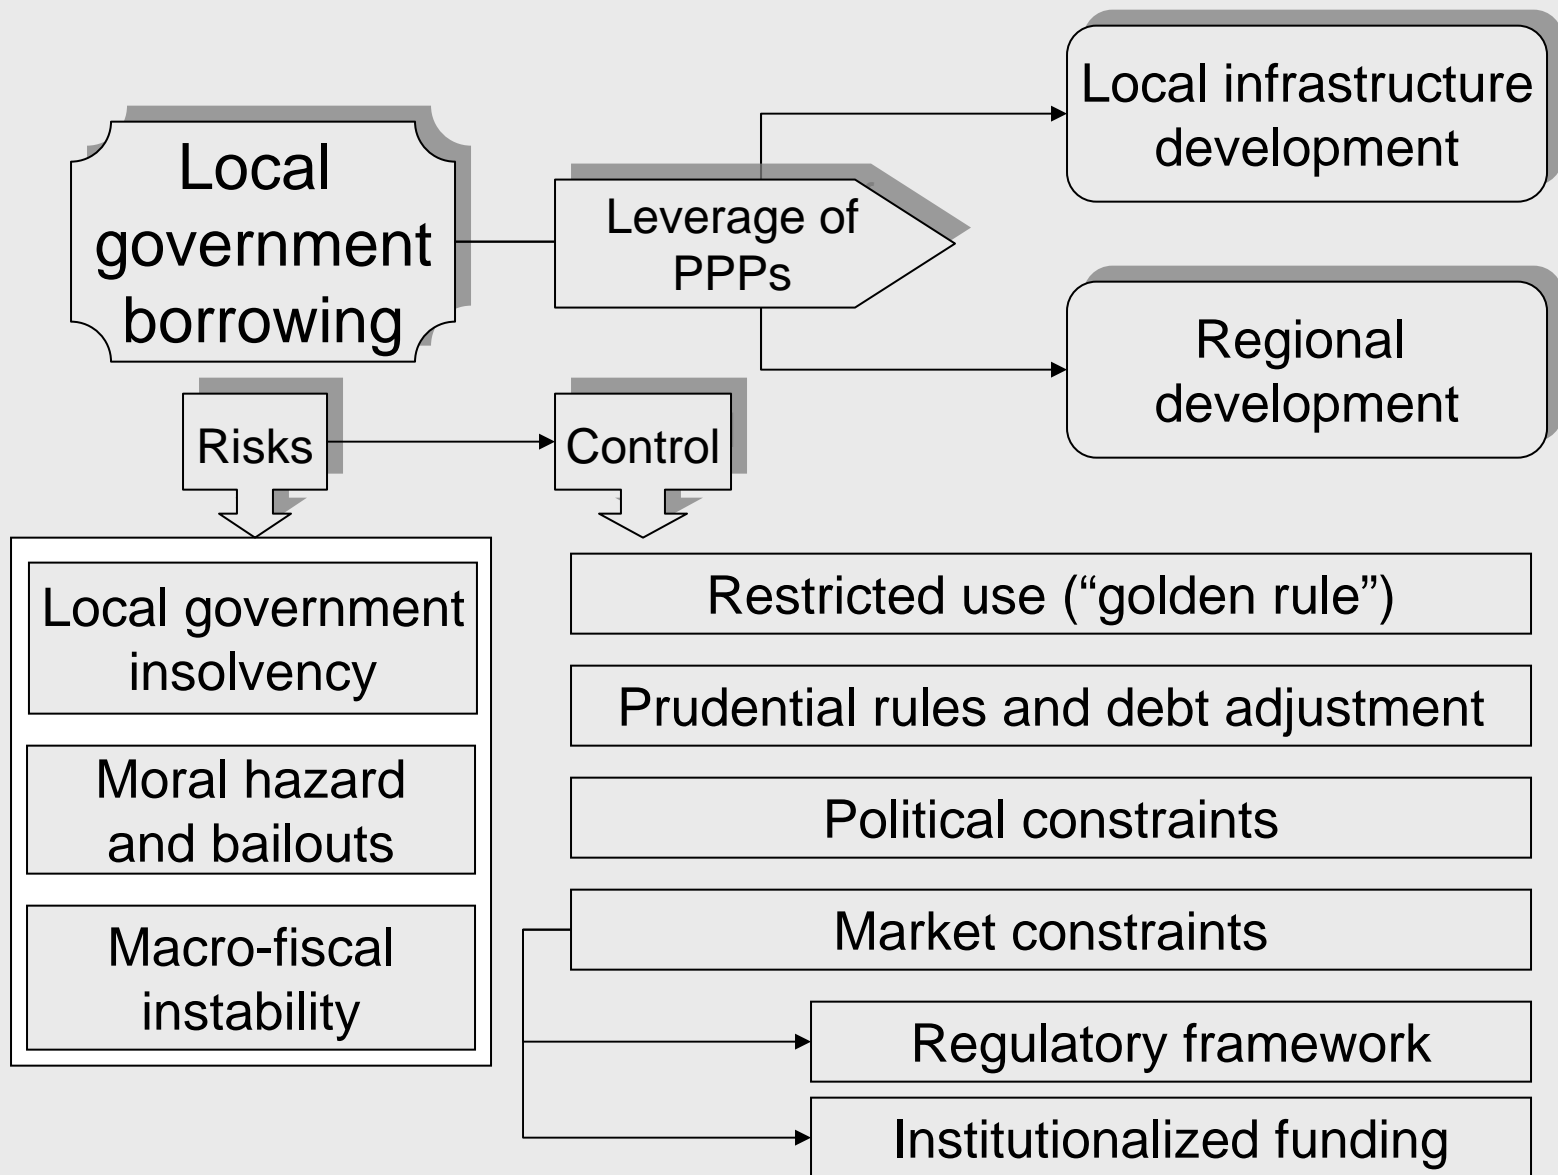 Local
government
borrowing
Leverage of
PPPs
Local infrastructure
development
Regional
development
Risks
Control
Local government
insolvency
Moral hazard
and bailouts
Macro-fiscal
instability
Restricted use (“golden rule”)
Prudential rules and debt adjustment
Political constraints
Market constraints
Regulatory framework
Institutionalized funding